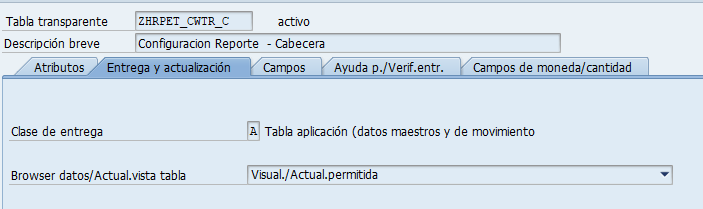 Tabla transparente ZHRPET_CWTR_C activo
Descripción breve Configuracion Reporte - Cabecera
Atributos Entrega y actualización Campos Ayuda p./Verif.entr. Campos de moneda/cantidad
Clase de entrega A Tabla aplicación (datos maestros y de movimiento
Browser datos/Actual.vista tabla Visual./Actual.permitida